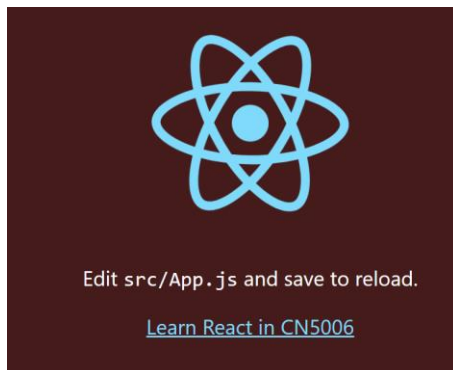 Edit src/App.js and save to reload.
Learn React in CN5006